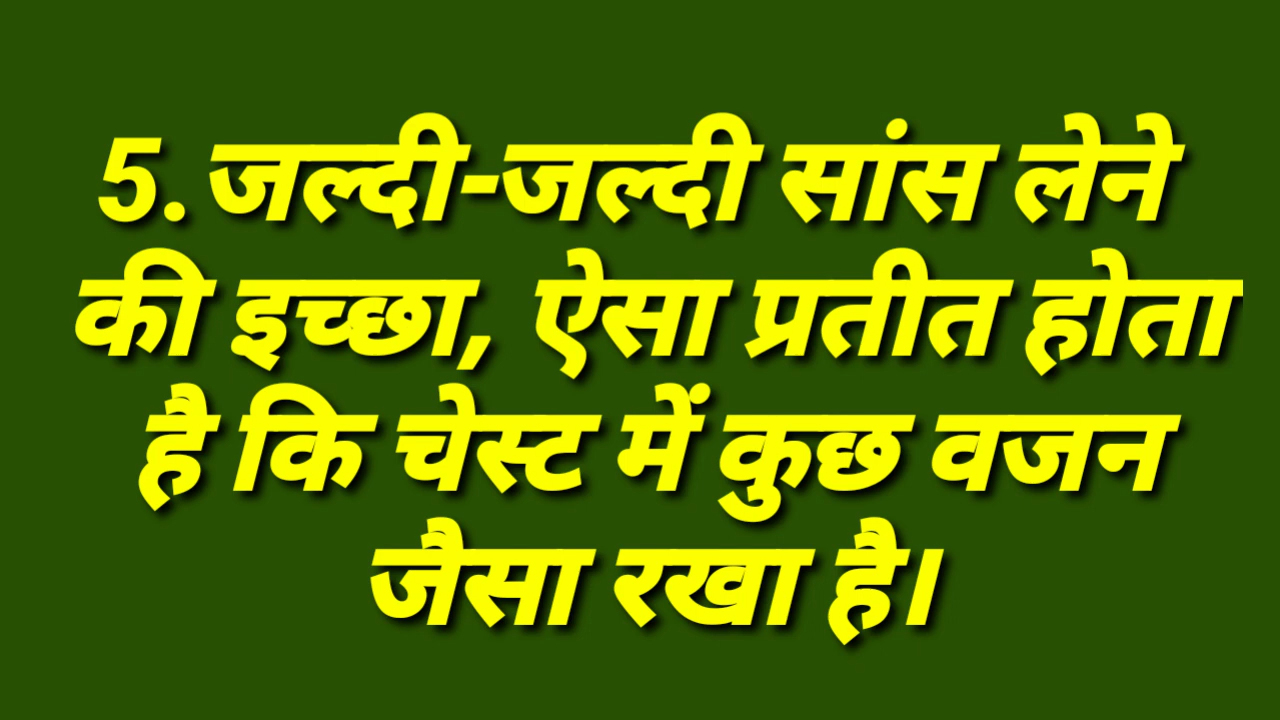 5. जल्दी-जल्दी सांस लेने
की इच्छा, ऐसा प्रतीत होता
है कि चेस्ट में कुछ वजन
जैसा रखा है।